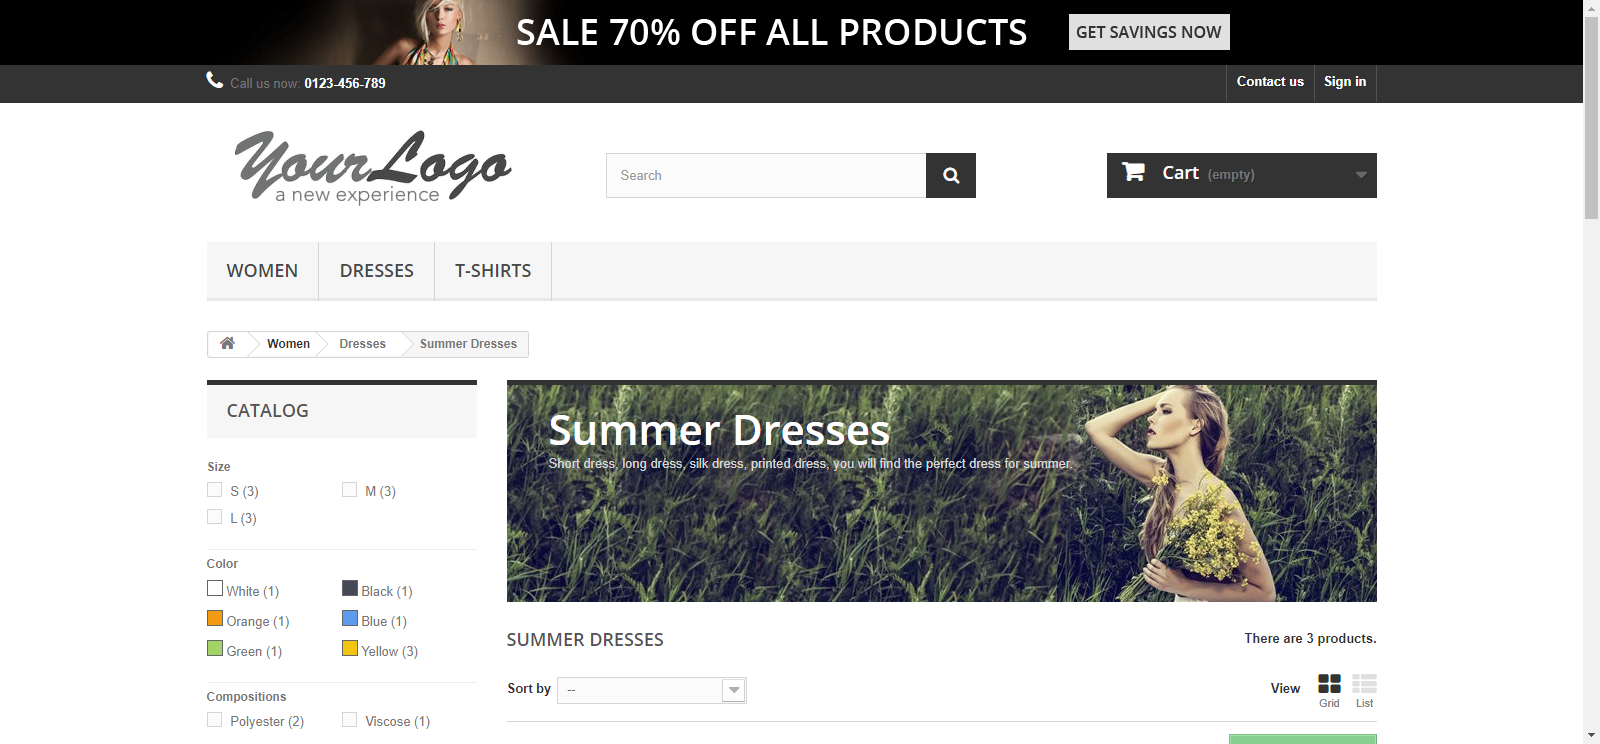 SALE 70% OFF ALL PRODUCTS
GET SAVINGS NOW
Call us now: 0123-456-789
Contact us
Sign in
YourLogo
a new experience
Search
Cart (empty)
WOMEN
DRESSES
T-SHIRTS
Women
Dresses
Summer Dresses
CATALOG
Size
S (3)
M (3)
L (3)
Color
White (1)
Black (1)
Orange (1)
Blue (1)
Green (1)
Yellow (3)
Compositions
Polyester (2)
Viscose (1)
Summer Dresses
Short dress, long dress, silk dress, printed dress, you will find the perfect dress for summer.
SUMMER DRESSES
There are 3 products.
Sort by
--
View
Grid
List